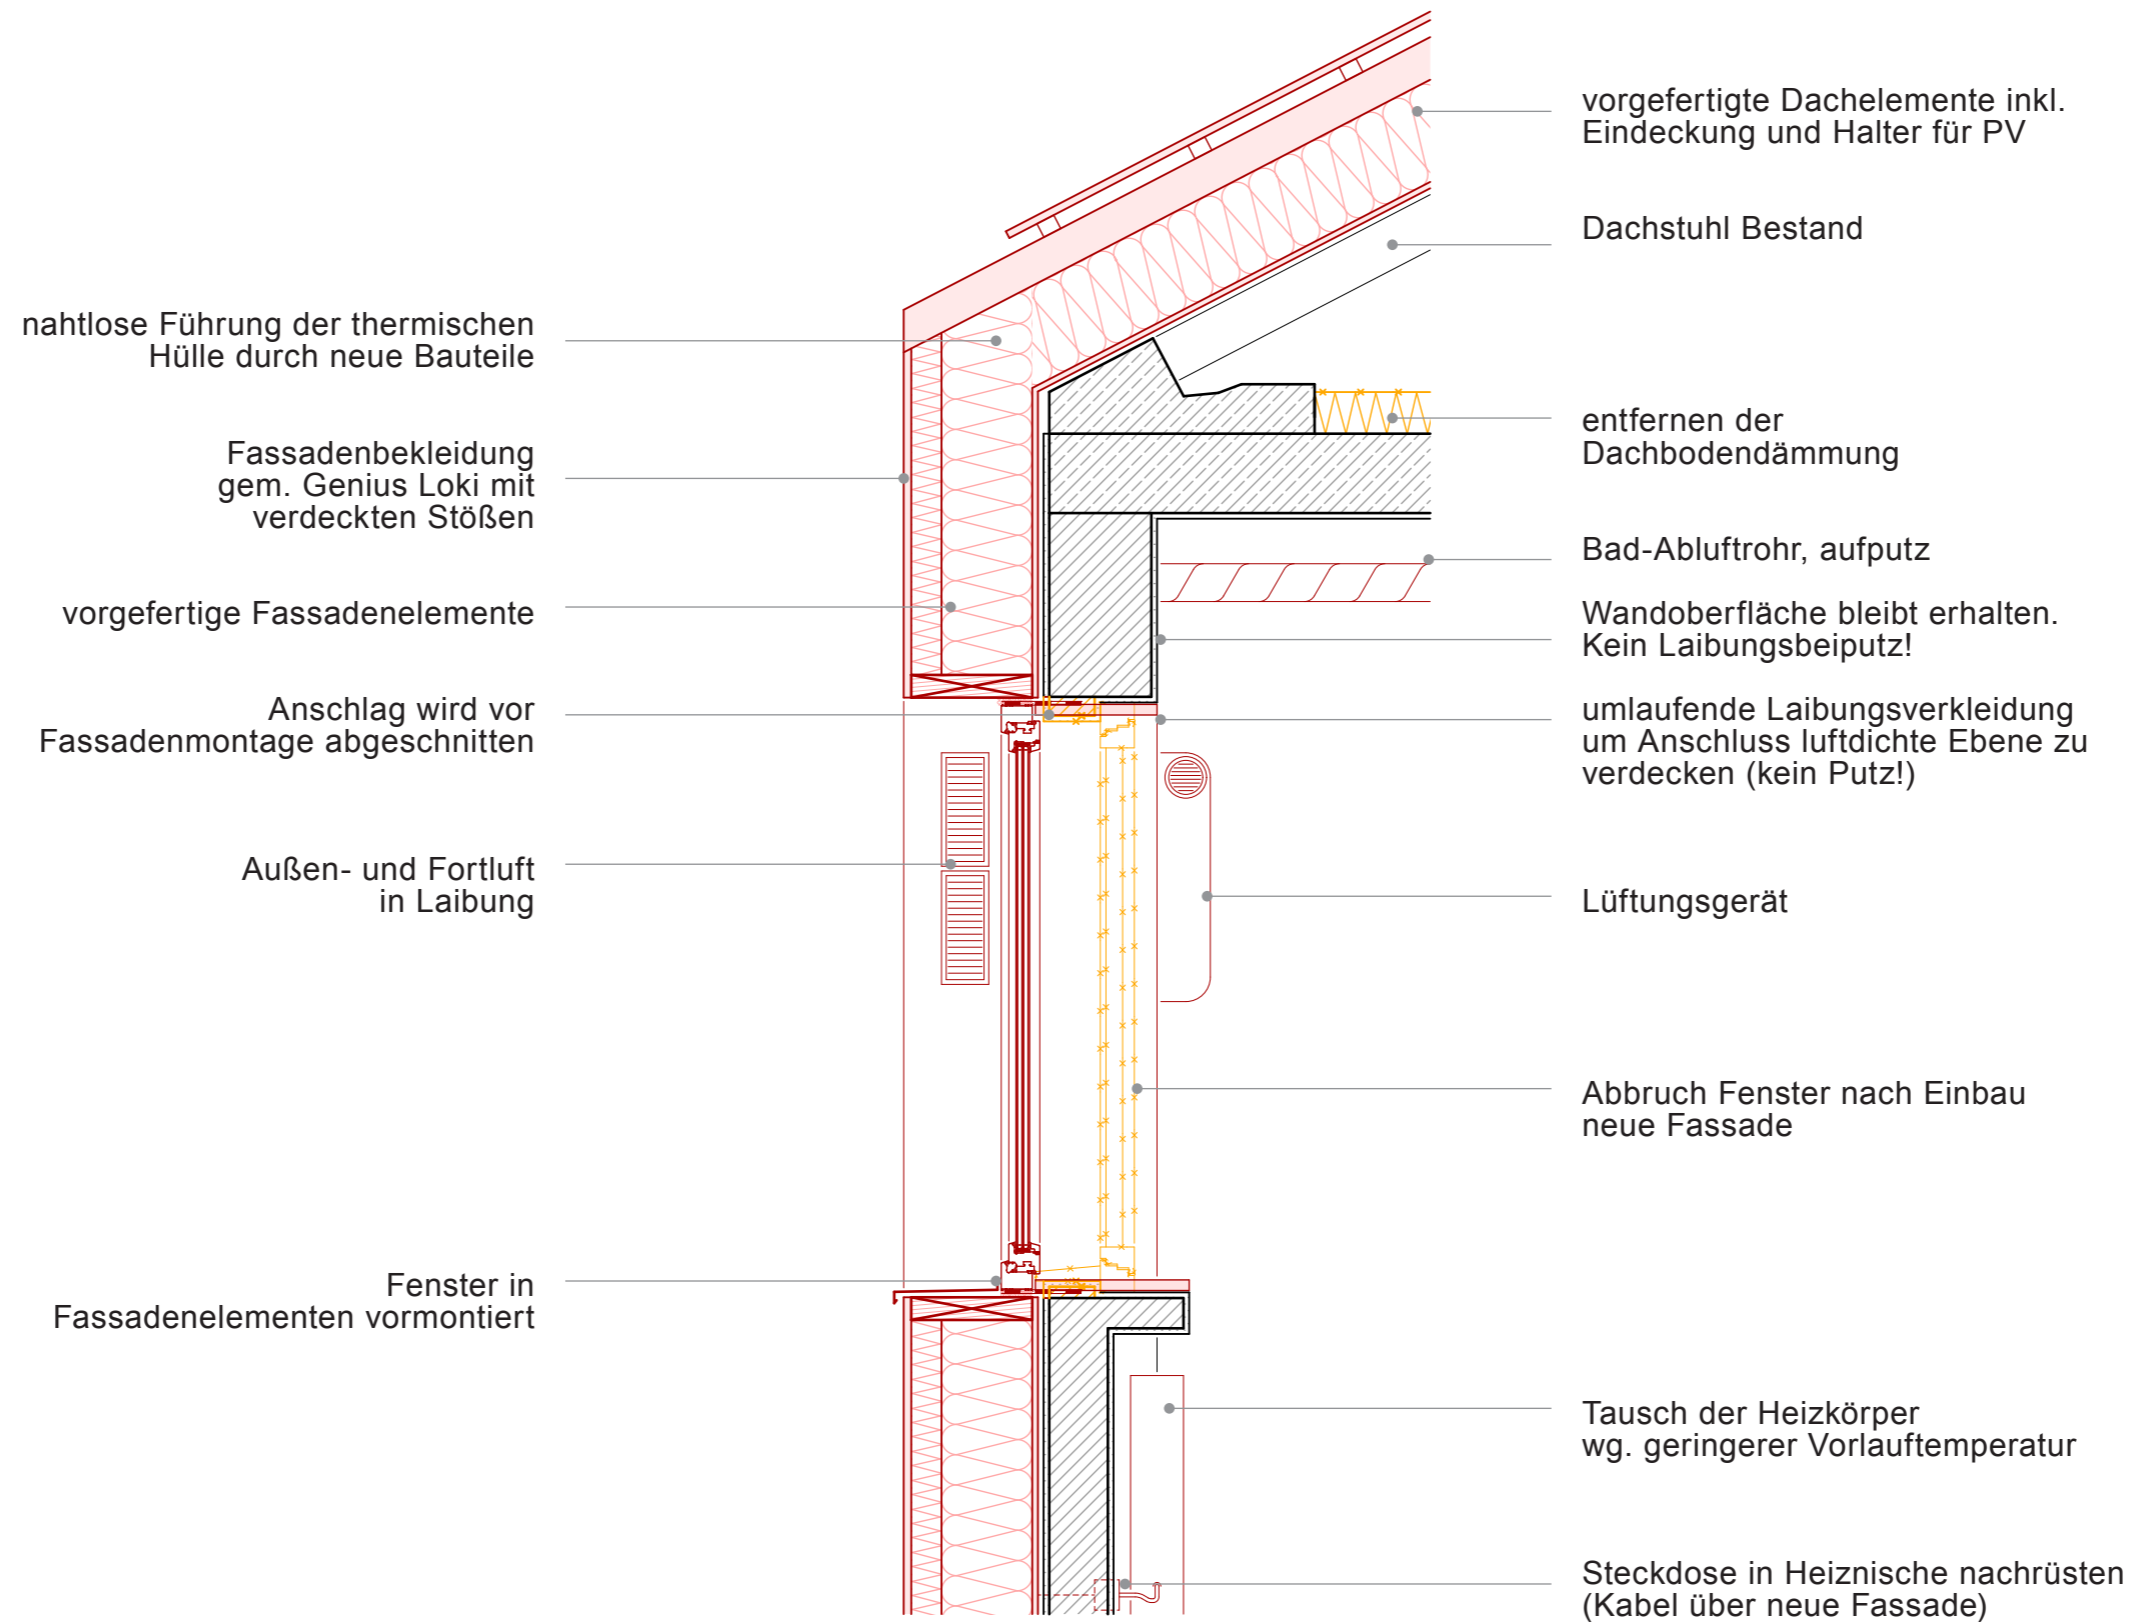 nahtlose Führung der thermischen
Hülle durch neue Bauteile
Fassadenbekleidung
gem. Genius Loki mit
verdeckten Stößen
vorgefertige Fassadenelemente
Anschlag wird vor
Fassadenmontage abgeschnitten
Außen- und Fortluft
in Laibung
Fenster in
Fassadenelementen vormontiert
vorgefertigte Dachelemente inkl.
Eindeckung und Halter für PV
Dachstuhl Bestand
entfernen der
Dachbodendämmung
Bad-Abluftrohr, aufputz
Wandoberfläche bleibt erhalten.
Kein Laibungsbeiputz!
umlaufende Laibungsverkleidung
um Anschluss luftdichte Ebene zu
verdecken (kein Putz!)
Lüftungsgerät
Abbruch Fenster nach Einbau
neue Fassade
Tausch der Heizkörper
wg. geringerer Vorlauftemperatur
Steckdose in Heiznische nachrüsten
(Kabel über neue Fassade)